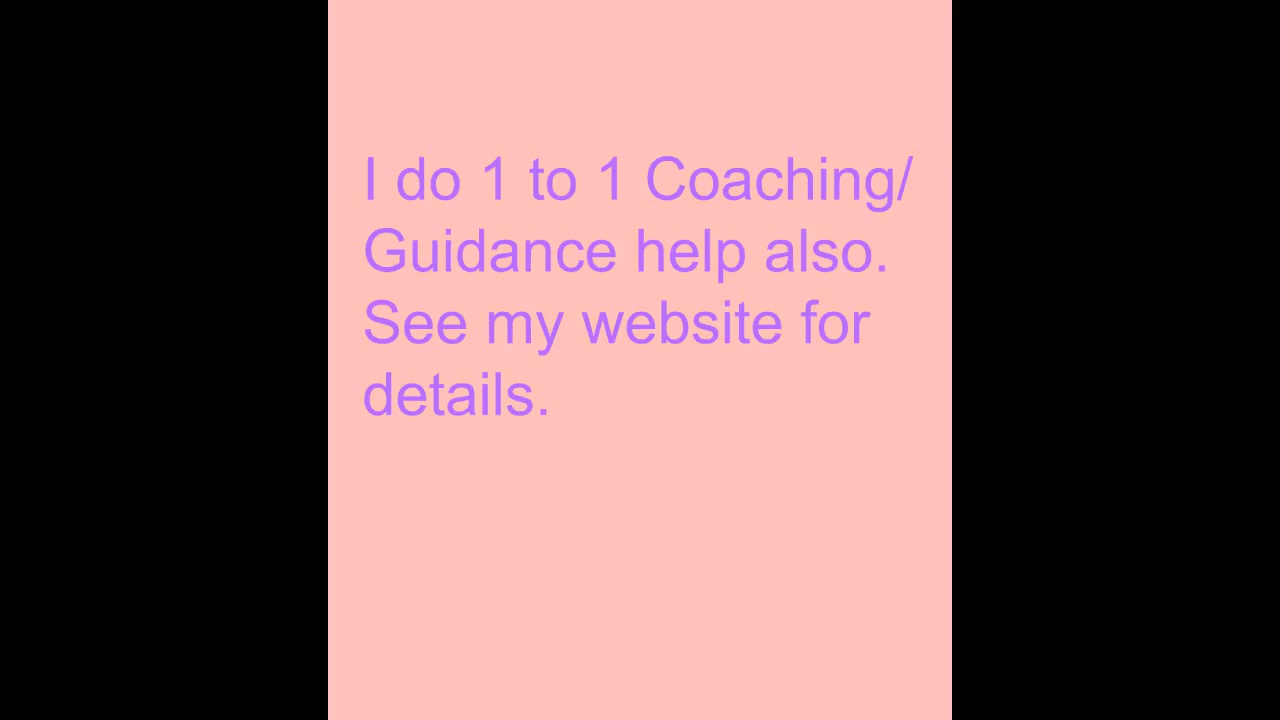 I do 1 to 1 Coaching/
Guidance help also.
See my website for
details.